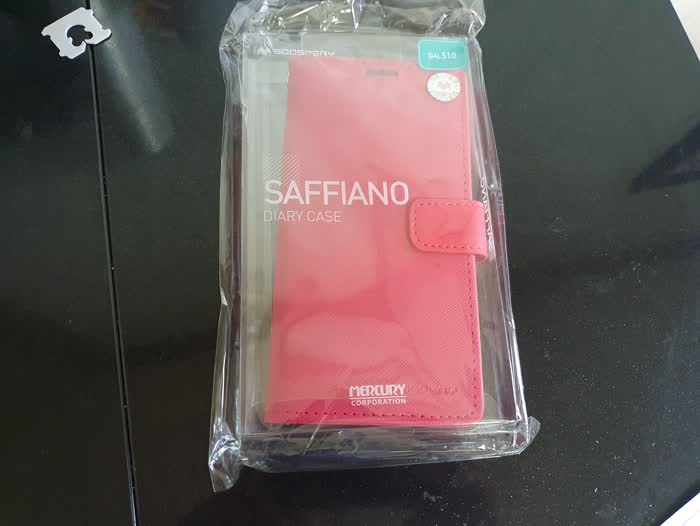 GOOSPERY
GAL S10
SAFFIANO
DIARY CASE
MERCURY
CORPORATION